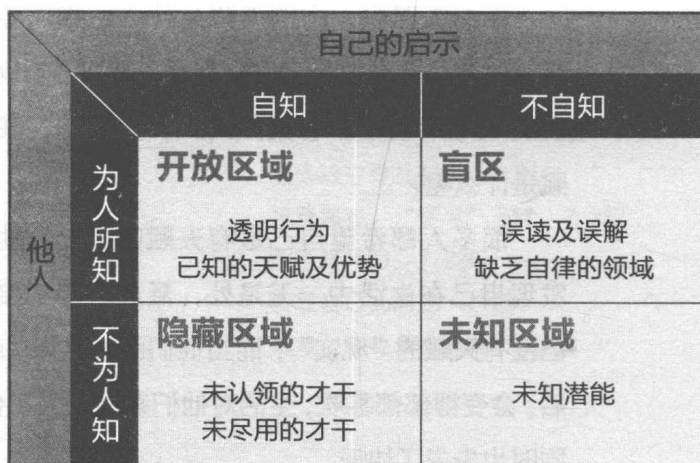 自己的启示
自知
不自知
他人
为人所知
开放区域
透明行为
已知的天赋及优势
盲区
误读及误解
缺乏自律的领域
不为人知
隐藏区域
未认领的才干
未尽用的才干
未知区域
未知潜能